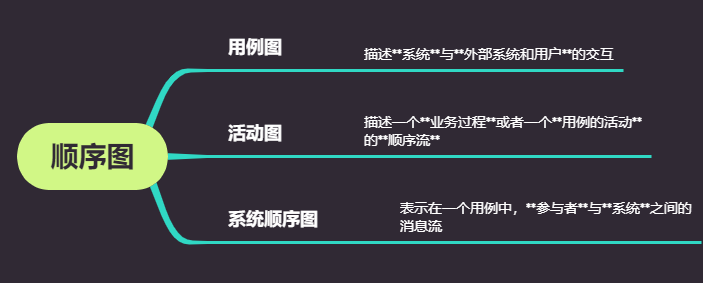 用例图
描述**系统**与**外部系统和用户**的交互
顺序图
活动图
描述一个**业务过程**或者一个**用例的活动**
的**顺序流**
系统顺序图
表示在一个用例中，**参与者**与**系统**之间的
消息流